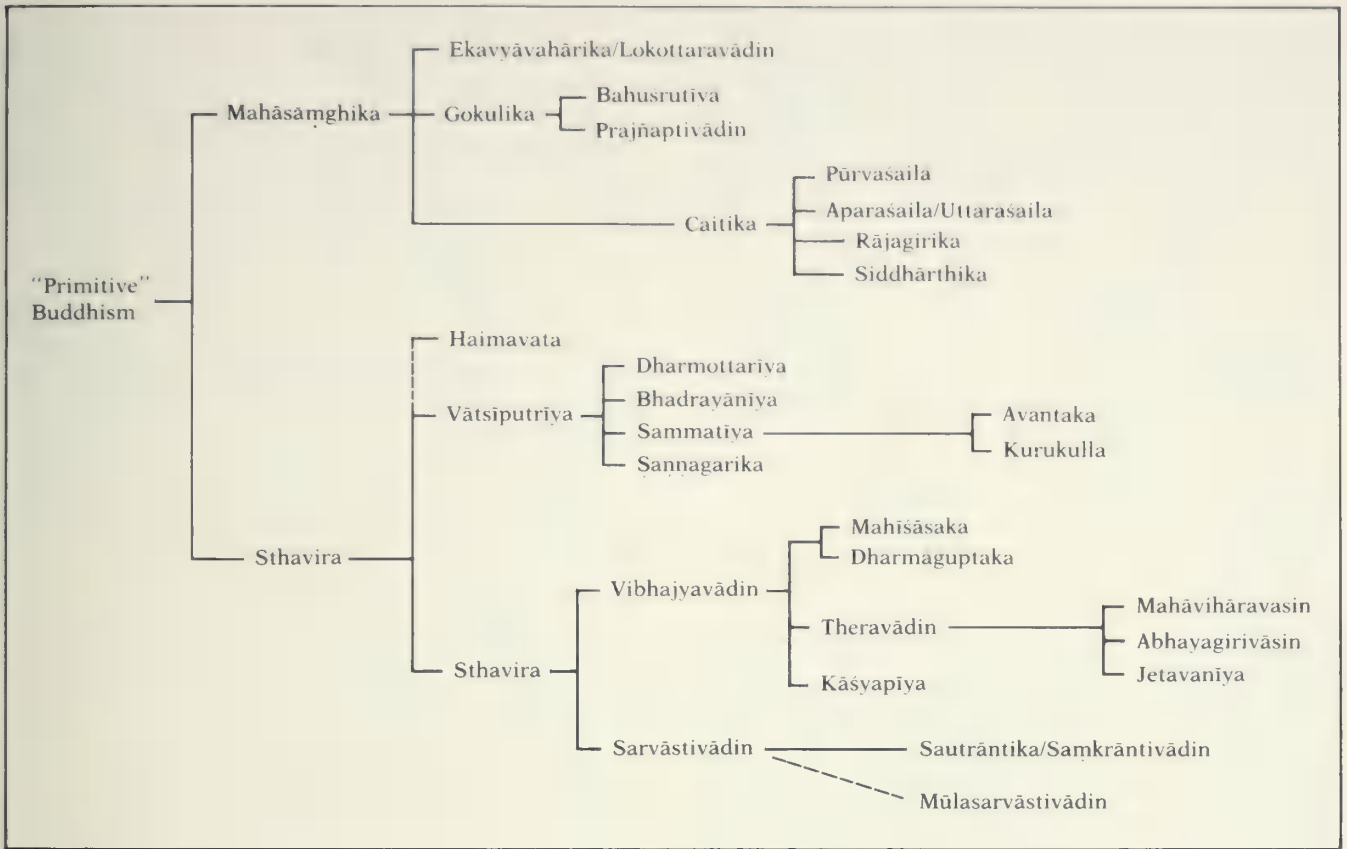 Ekavyāvahārika/Lokottaravādin
Mahāsāṃghika
Gokulika
Bahusrutīya
Prajñaptivādin
Caitika
Pūrvaśaila
Aparaśaila/Uttaraśaila
Rājagirika
Siddhārthika
"Primitive"
Buddhism
Haimavata
Vātsīputrīya
Dharmottarīya
Bhadrayānīya
Sammatīya
Ṣaṇṇagarika
Avantaka
Kurukulla
Sthavira
Sthavira
Vibhajyavādin
Mahīśāsaka
Dharmaguptaka
Theravādin
Mahāvihāravasin
Abhayagirivāsin
Jetavanīya
Kāśyapīya
Sarvāstivādin
Sautrāntika/Saṃkrāntivādin
Mūlasarvāstivādin